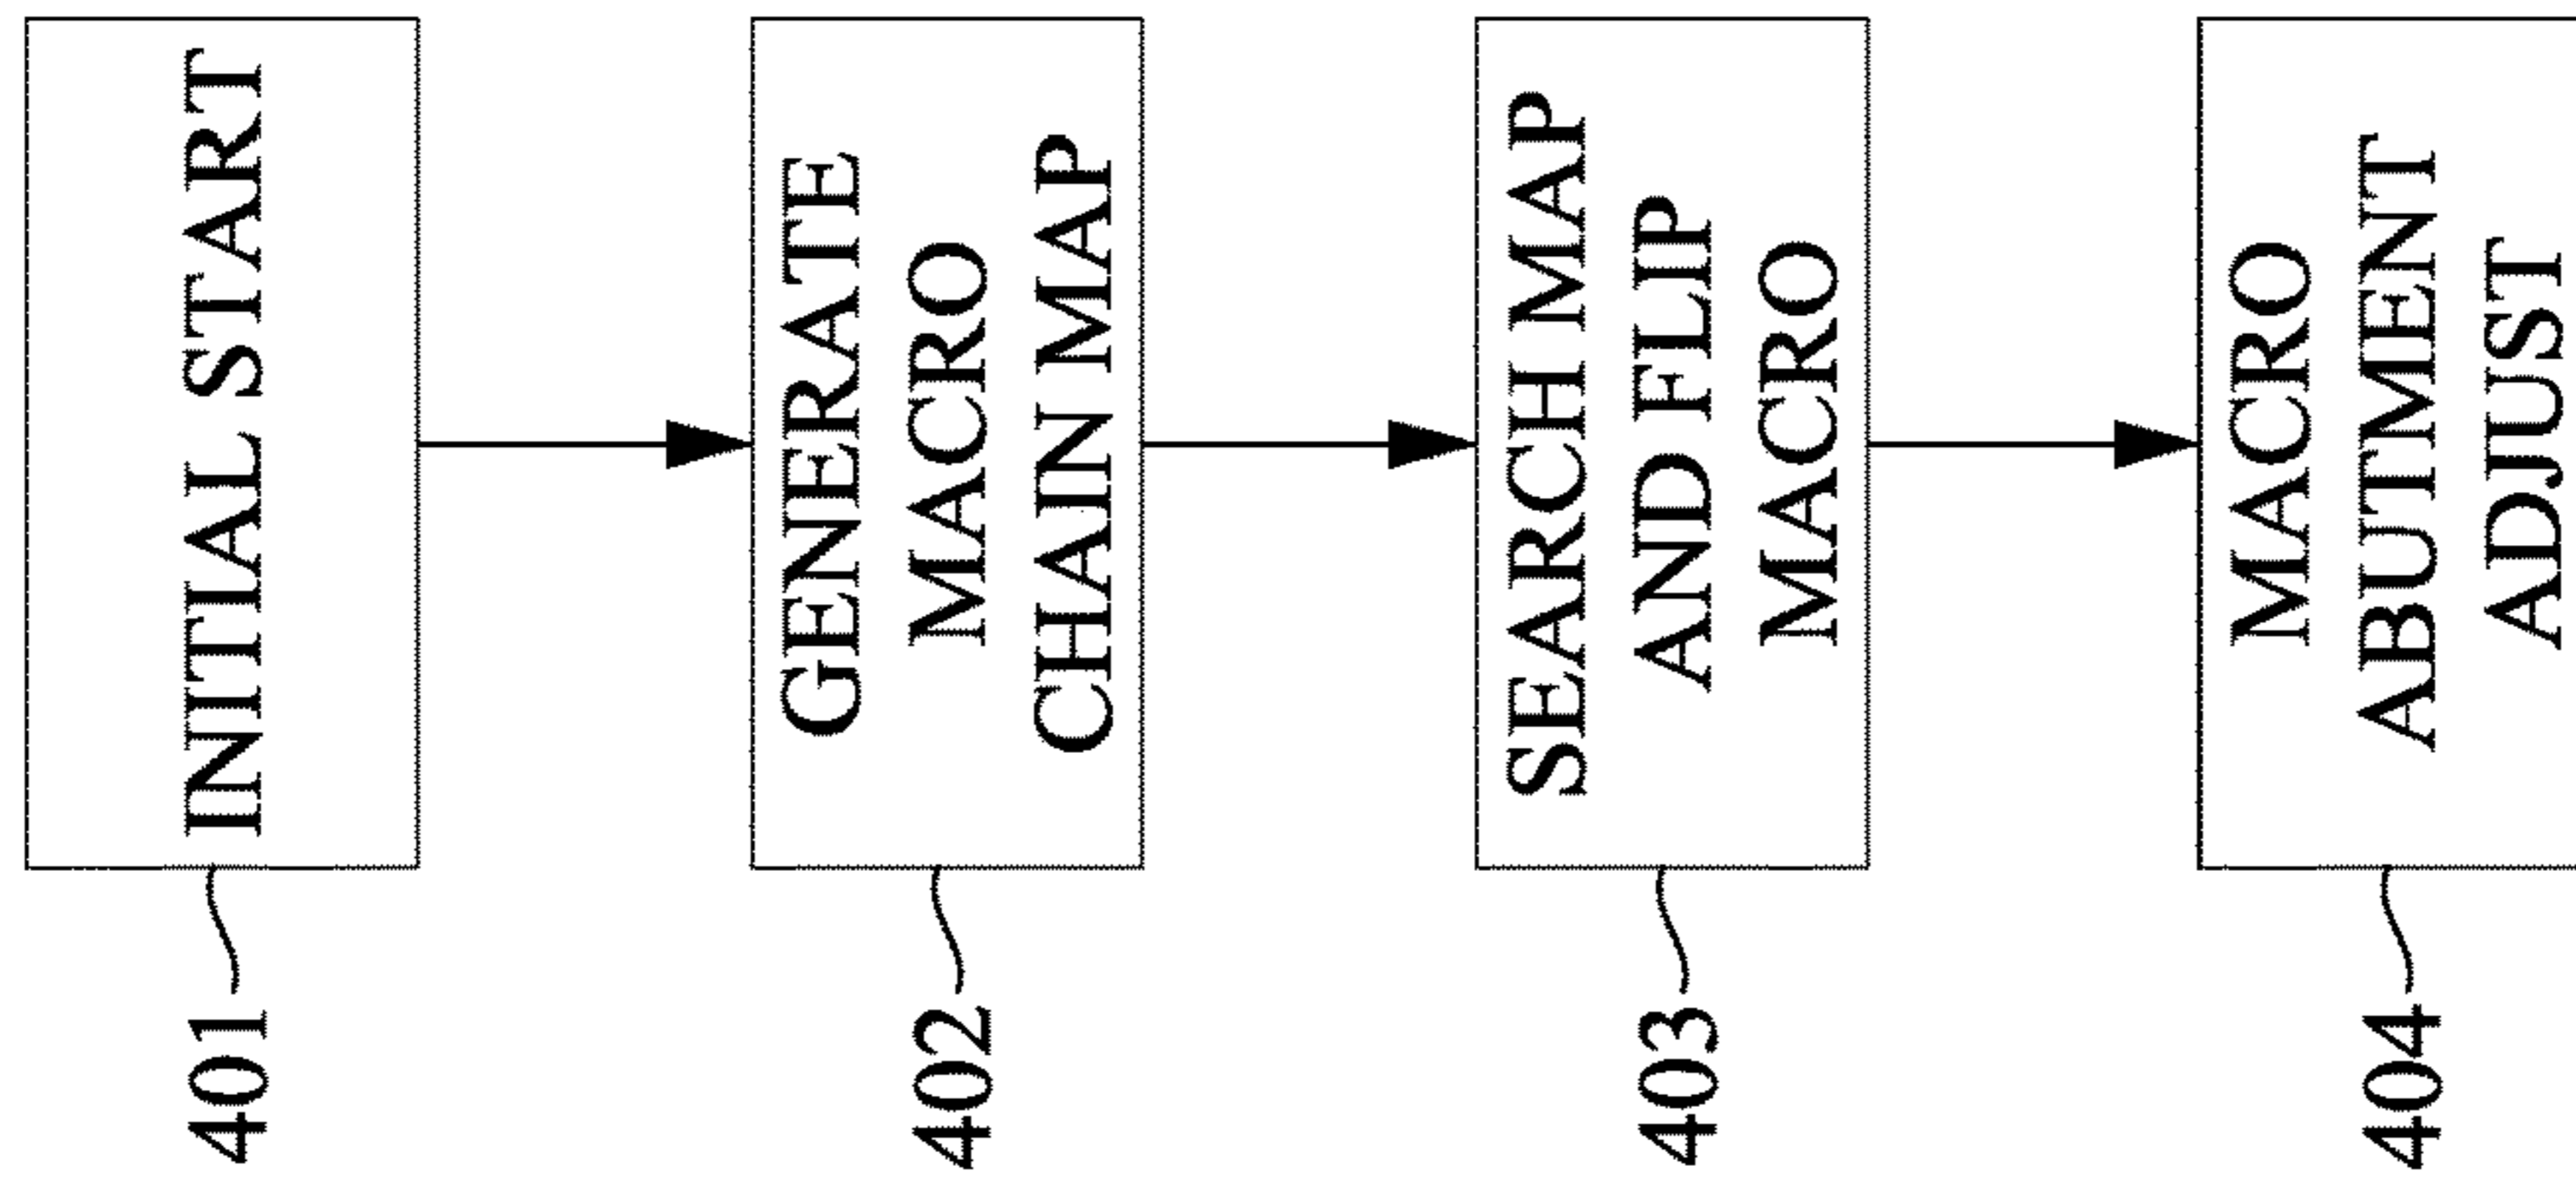 401
INITIAL START
402
GENERATE
MACRO
CHAIN MAP
403
SEARCH MAP
AND FLIP
MACRO
404
MACRO
ABUTMENT
ADJUST